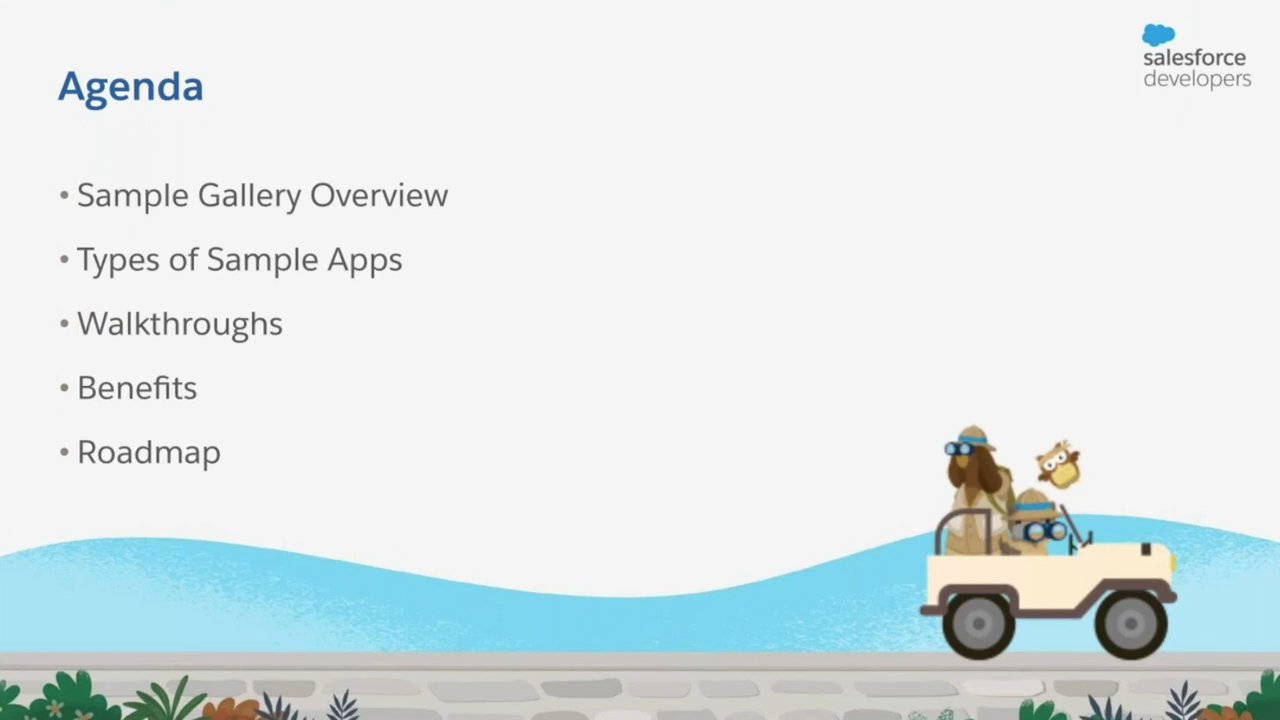 salesforce
developers
Agenda
• Sample Gallery Overview
• Types of Sample Apps
• Walkthroughs
• Benefits
• Roadmap